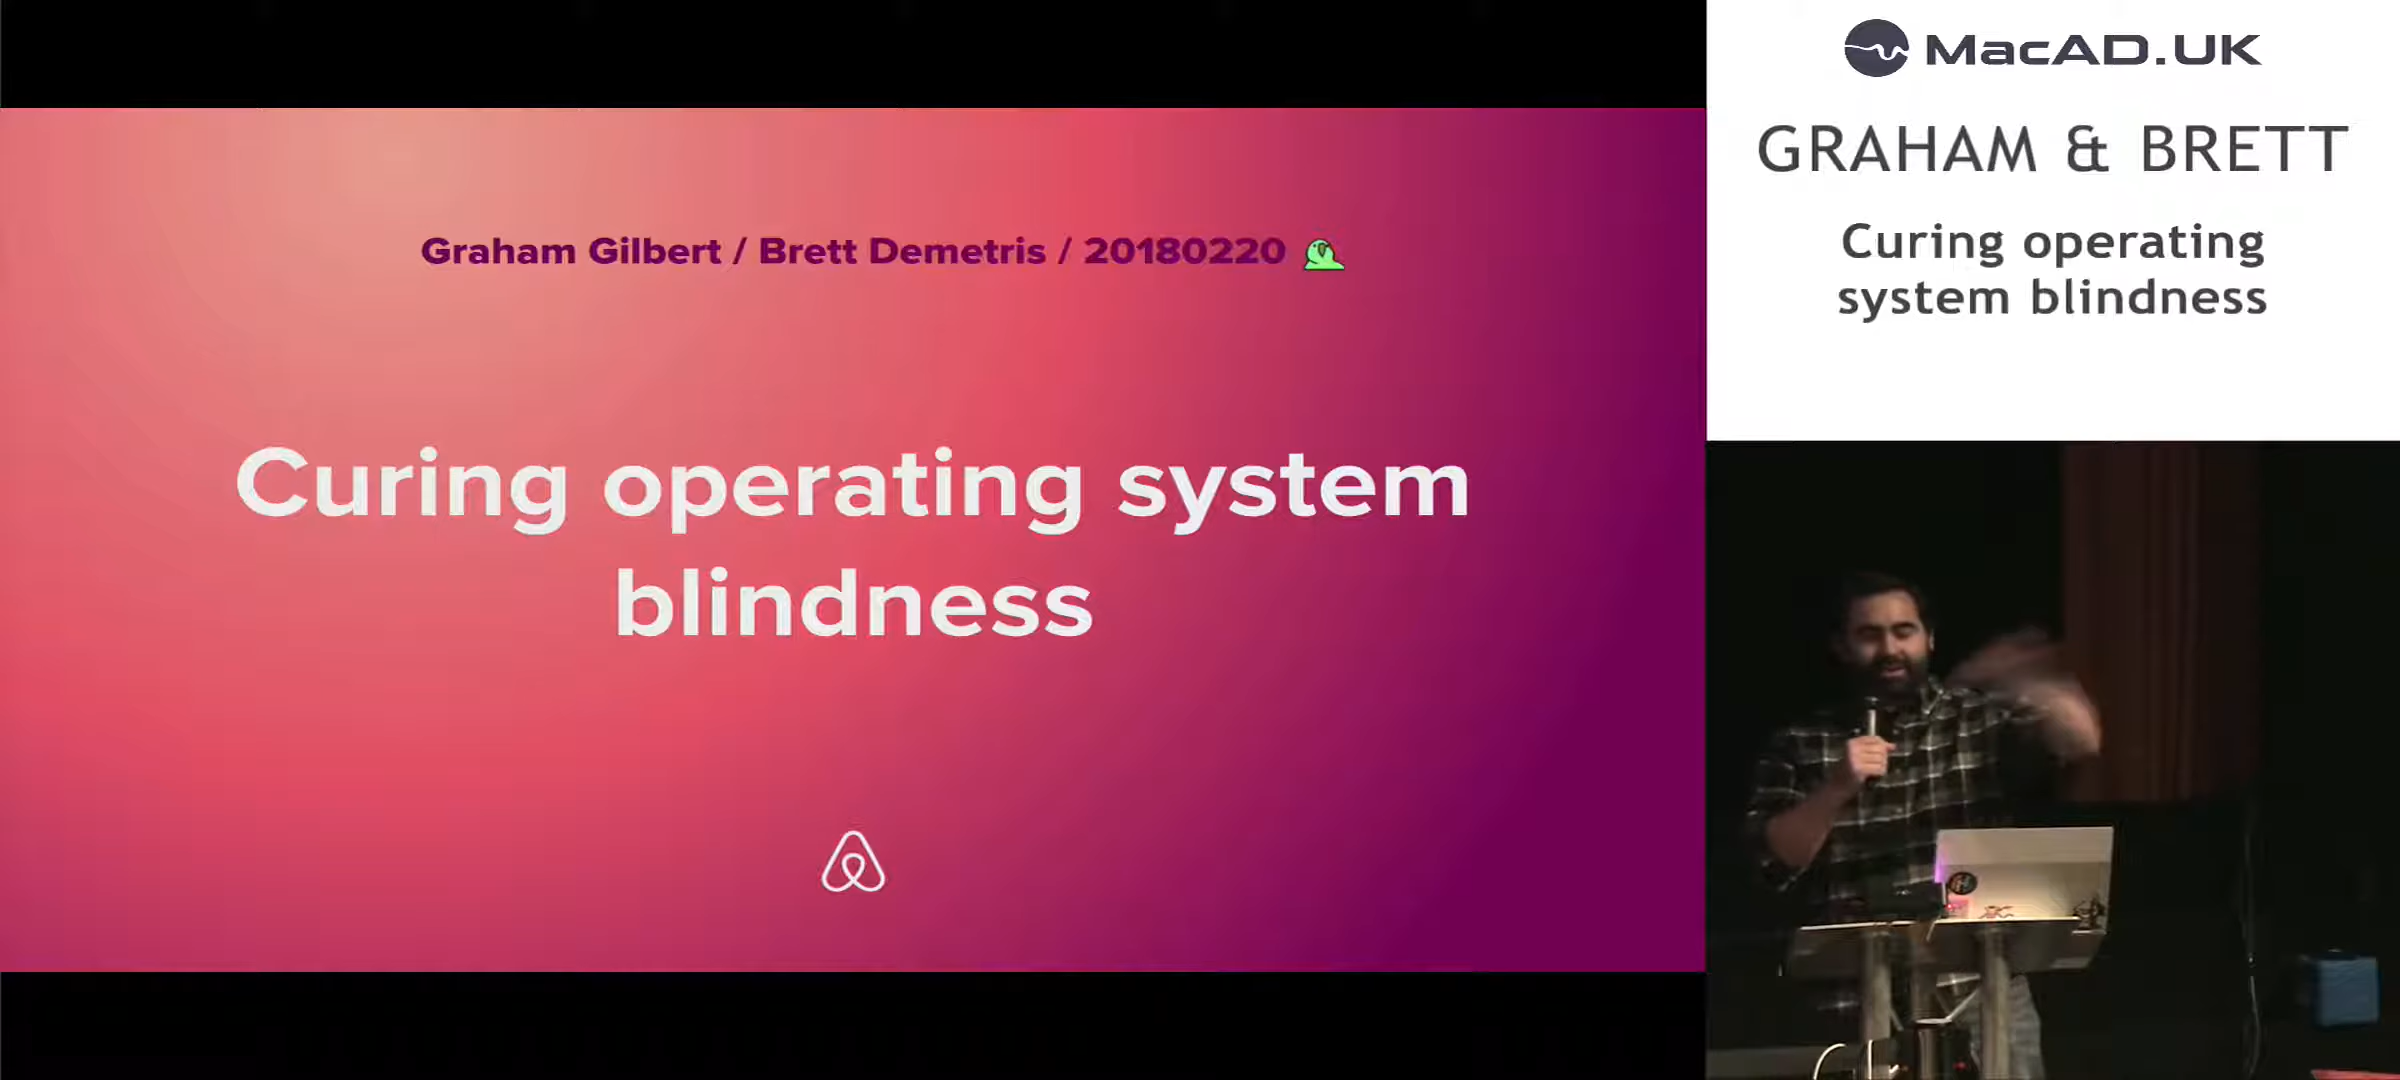 Graham Gilbert / Brett Demetris / 20180220
Curing operating system
blindness
MacAD.UK
GRAHAM & BRETT
Curing operating
system blindness